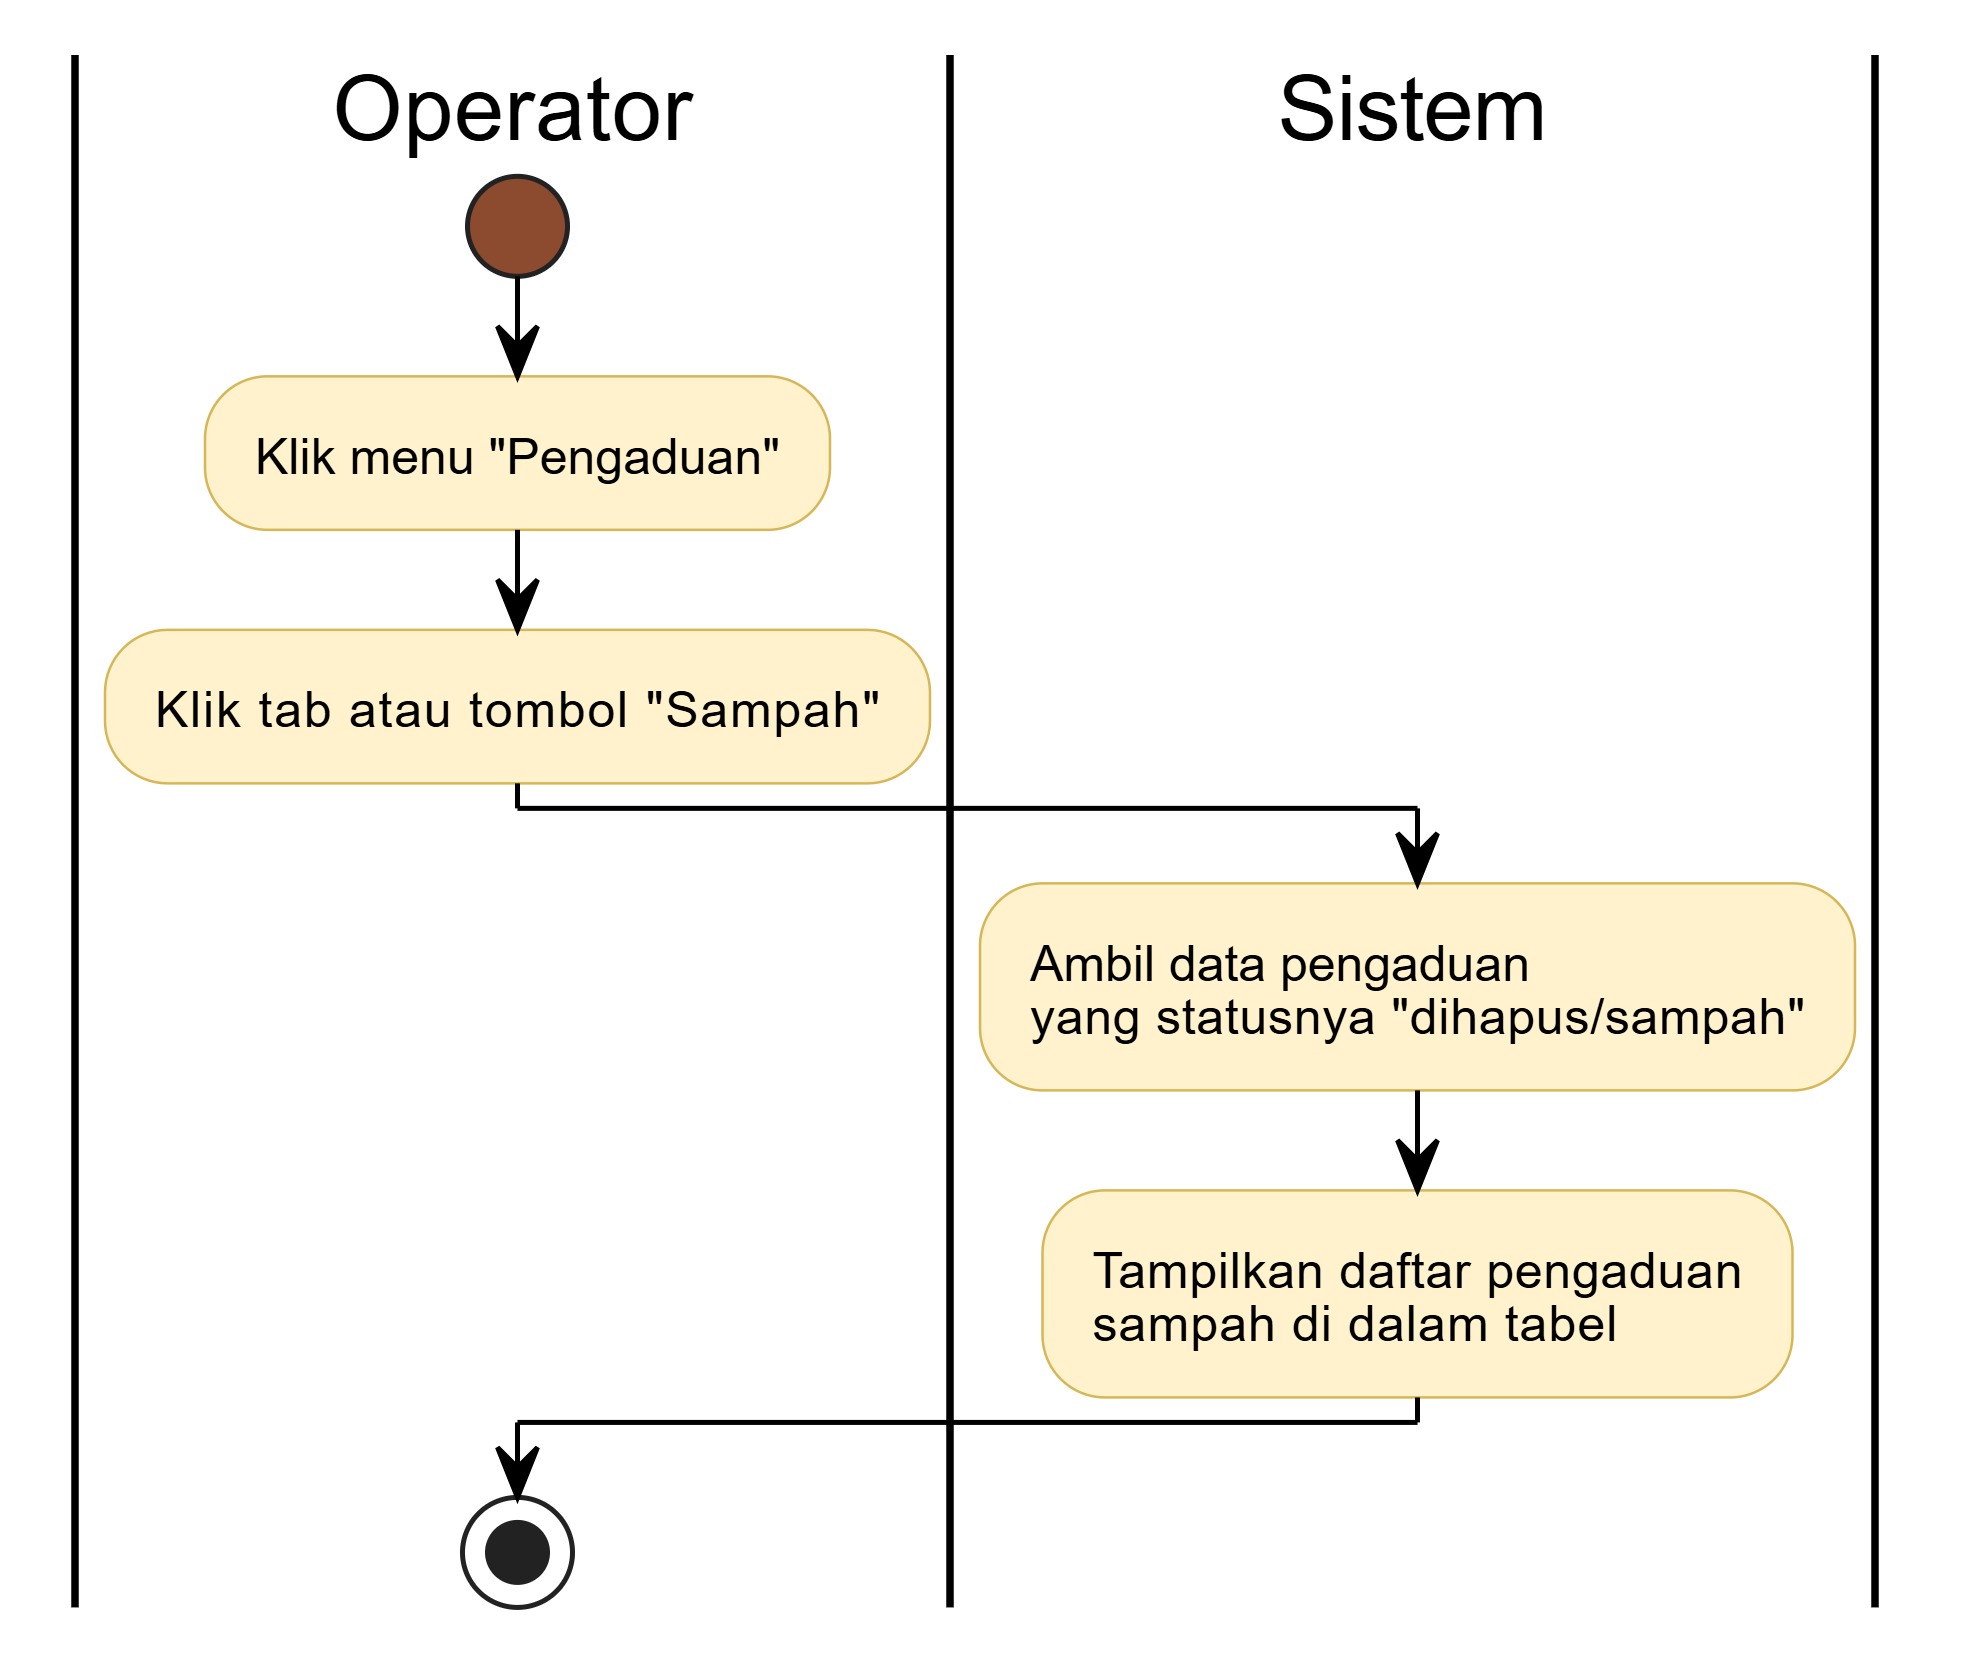 Operator
Sistem
Klik menu "Pengaduan"
Klik tab atau tombol "Sampah"
Ambil data pengaduan
yang statusnya "dihapus/sampah"
Tampilkan daftar pengaduan
sampah di dalam tabel